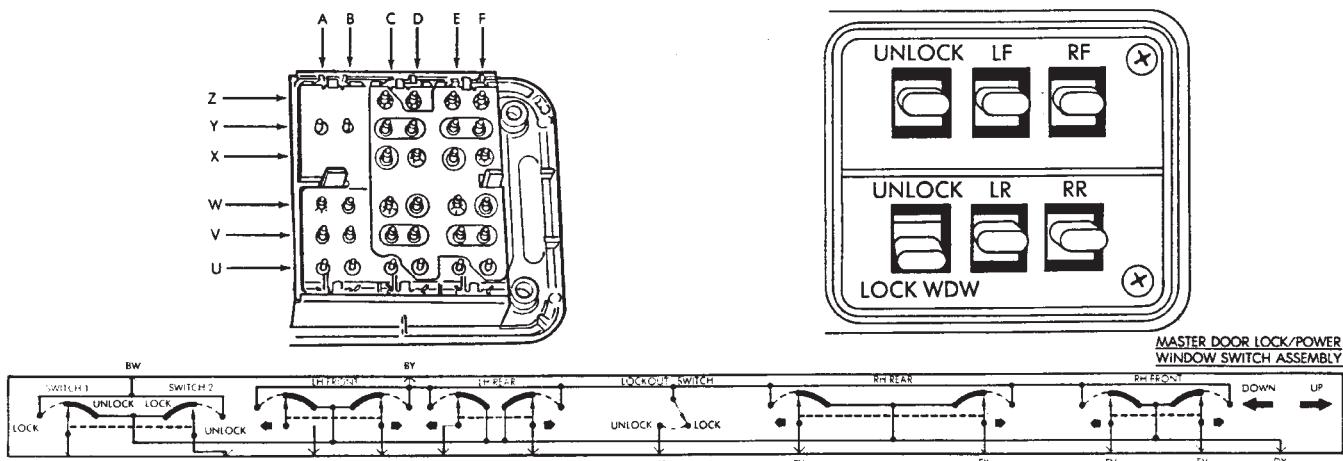 A B C D E F
Z
Y
X
W
V
U
UNLOCK LF RF
UNLOCK LR RR
LOCK WDW
MASTER DOOR LOCK/POWER
WINDOW SWITCH ASSEMBLY
BW BY
SWITCH 1 SWITCH 2 LH FRONT LH REAR LOCKOUT SWITCH RH REAR RH FRONT DOWN UP
UNLOCK LOCK
LOCK UNLOCK UNLOCK LOCK